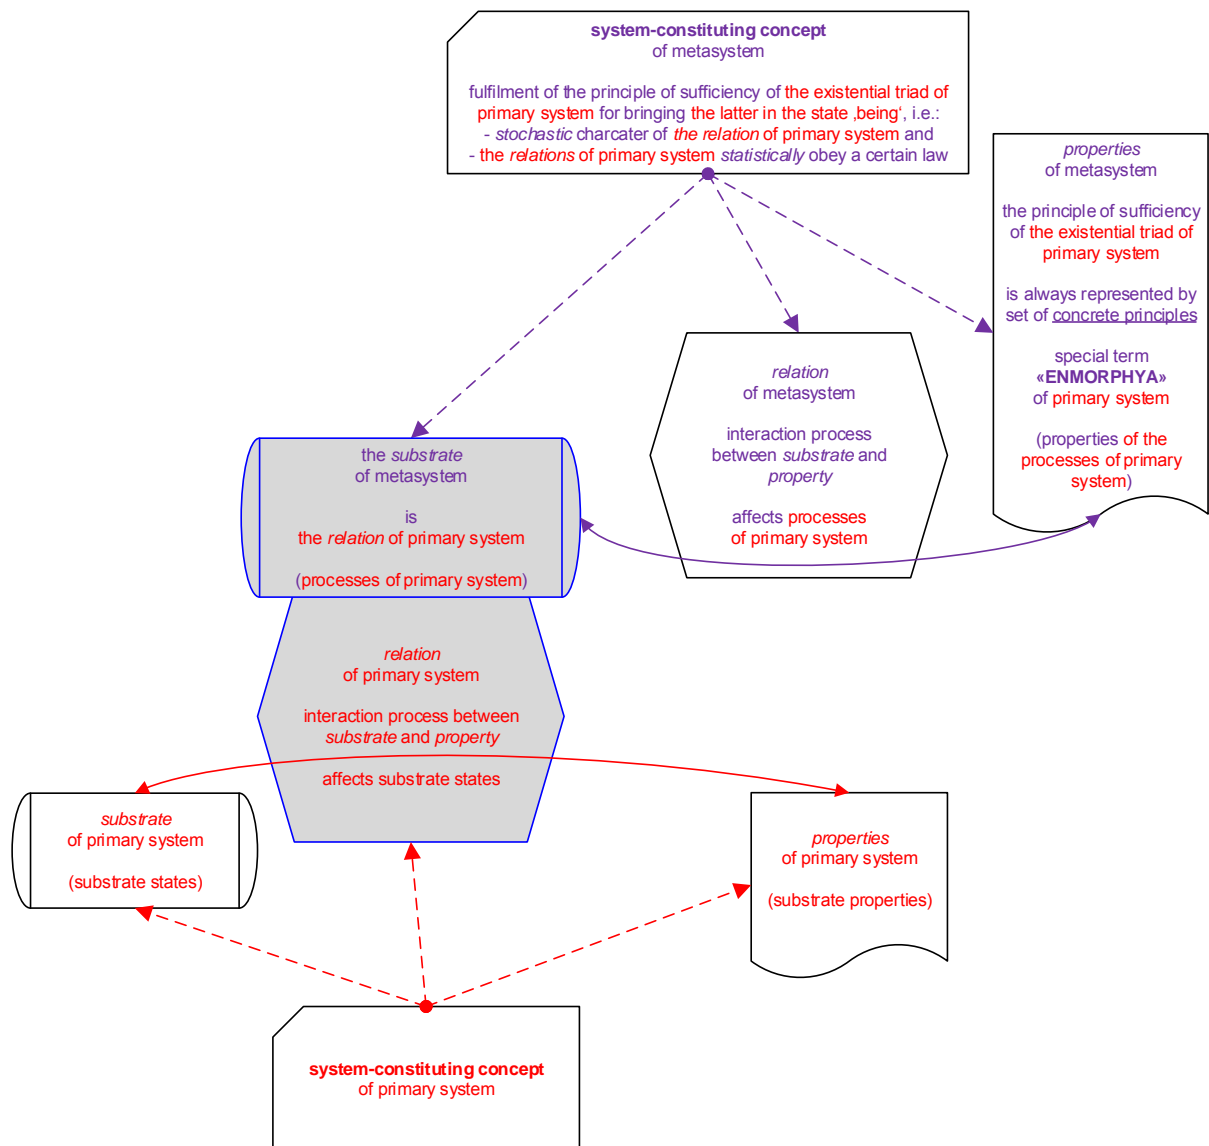 system-constituting concept
of metasystem
fulfilment of the principle of sufficiency of the existential triad of
primary system for bringing the latter in the state ‚being‘, i.e.:
- stochastic charcater of the relation of primary system and
- the relations of primary system statistically obey a certain law
properties
of metasystem
the principle of sufficiency
of the existential triad of
primary system
is always represented by
set of concrete principles
special term
«ENMORPHYA»
of primary system
(properties of the
processes of primary
system)
relation
of metasystem
interaction process
between substrate and
property
affects processes
of primary system
the substrate
of metasystem
is
the relation of primary system
(processes of primary system)
relation
of primary system
interaction process between
substrate and property
affects substrate states
substrate
of primary system
(substrate states)
properties
of primary system
(substrate properties)
system-constituting concept
of primary system